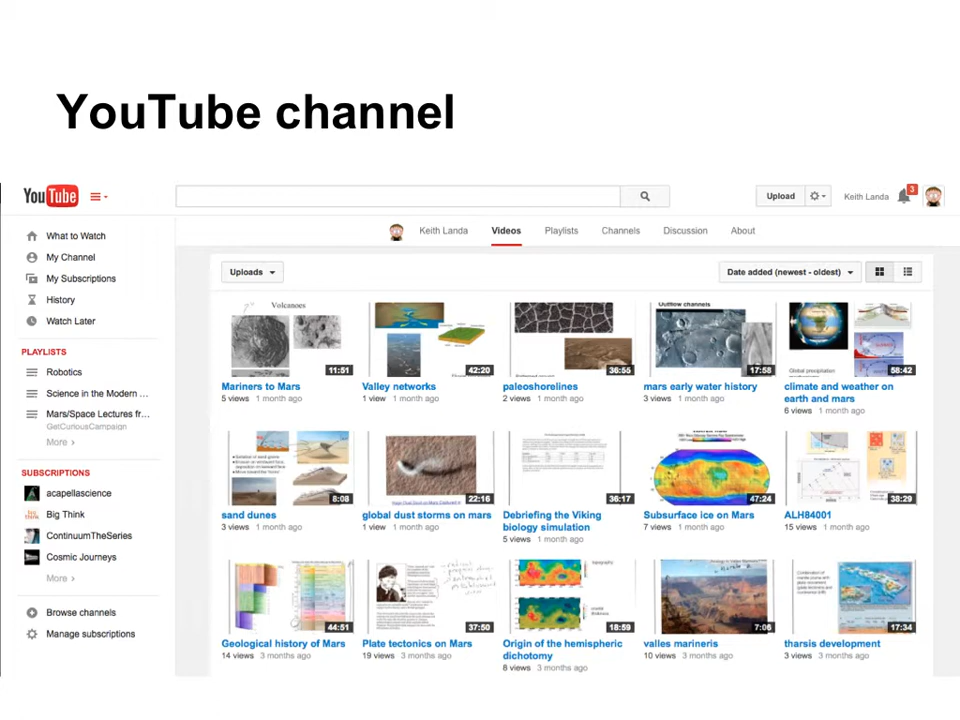 YouTube channel
YouTube
Upload
Keith Landa
3
What to Watch
My Channel
My Subscriptions
History
Watch Later
PLAYLISTS
Robotics
Science in the Modern ...
Mars/Space Lectures fr...
GetCuriousCampaign
More ›
SUBSCRIPTIONS
acapellascience
Big Think
ContinuumTheSeries
Cosmic Journeys
More ›
Browse channels
Manage subscriptions
Keith Landa
Videos
Playlists
Channels
Discussion
About
Uploads
Date added (newest - oldest)
Volcanoes
11:51
Mariners to Mars
5 views 1 month ago
42:20
Valley networks
1 view 1 month ago
36:55
paleoshorelines
2 views 1 month ago
Outflow channels
17:58
mars early water history
3 views 1 month ago
Global precipitation
58:42
climate and weather on
earth and mars
6 views 1 month ago
8:08
sand dunes
3 views 1 month ago
22:16
global dust storms on mars
1 view 1 month ago
36:17
Debriefing the Viking
biology simulation
5 views 1 month ago
47:24
Subsurface ice on Mars
7 views 1 month ago
38:29
ALH84001
15 views 1 month ago
44:51
Geological history of Mars
14 views 3 months ago
37:50
Plate tectonics on Mars
19 views 3 months ago
topography
crustal
thickness
18:59
Origin of the hemispheric
dichotomy
8 views 3 months ago
7:06
valles marineris
10 views 3 months ago
17:34
tharsis development
3 views 3 months ago